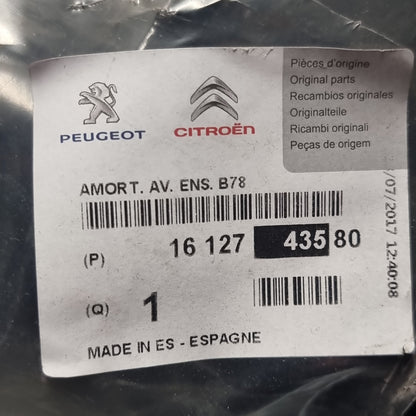 Pièces d'origine
Original parts
Recambios originales
Originalteile
Ricambi originali
Peças de origem
PEUGEOT
CITROËN
AMORT. AV. ENS. B78
(P) 16 127 435 80
/07/2017 12:40:08
(Q) 1
MADE IN ES - ESPAGNE